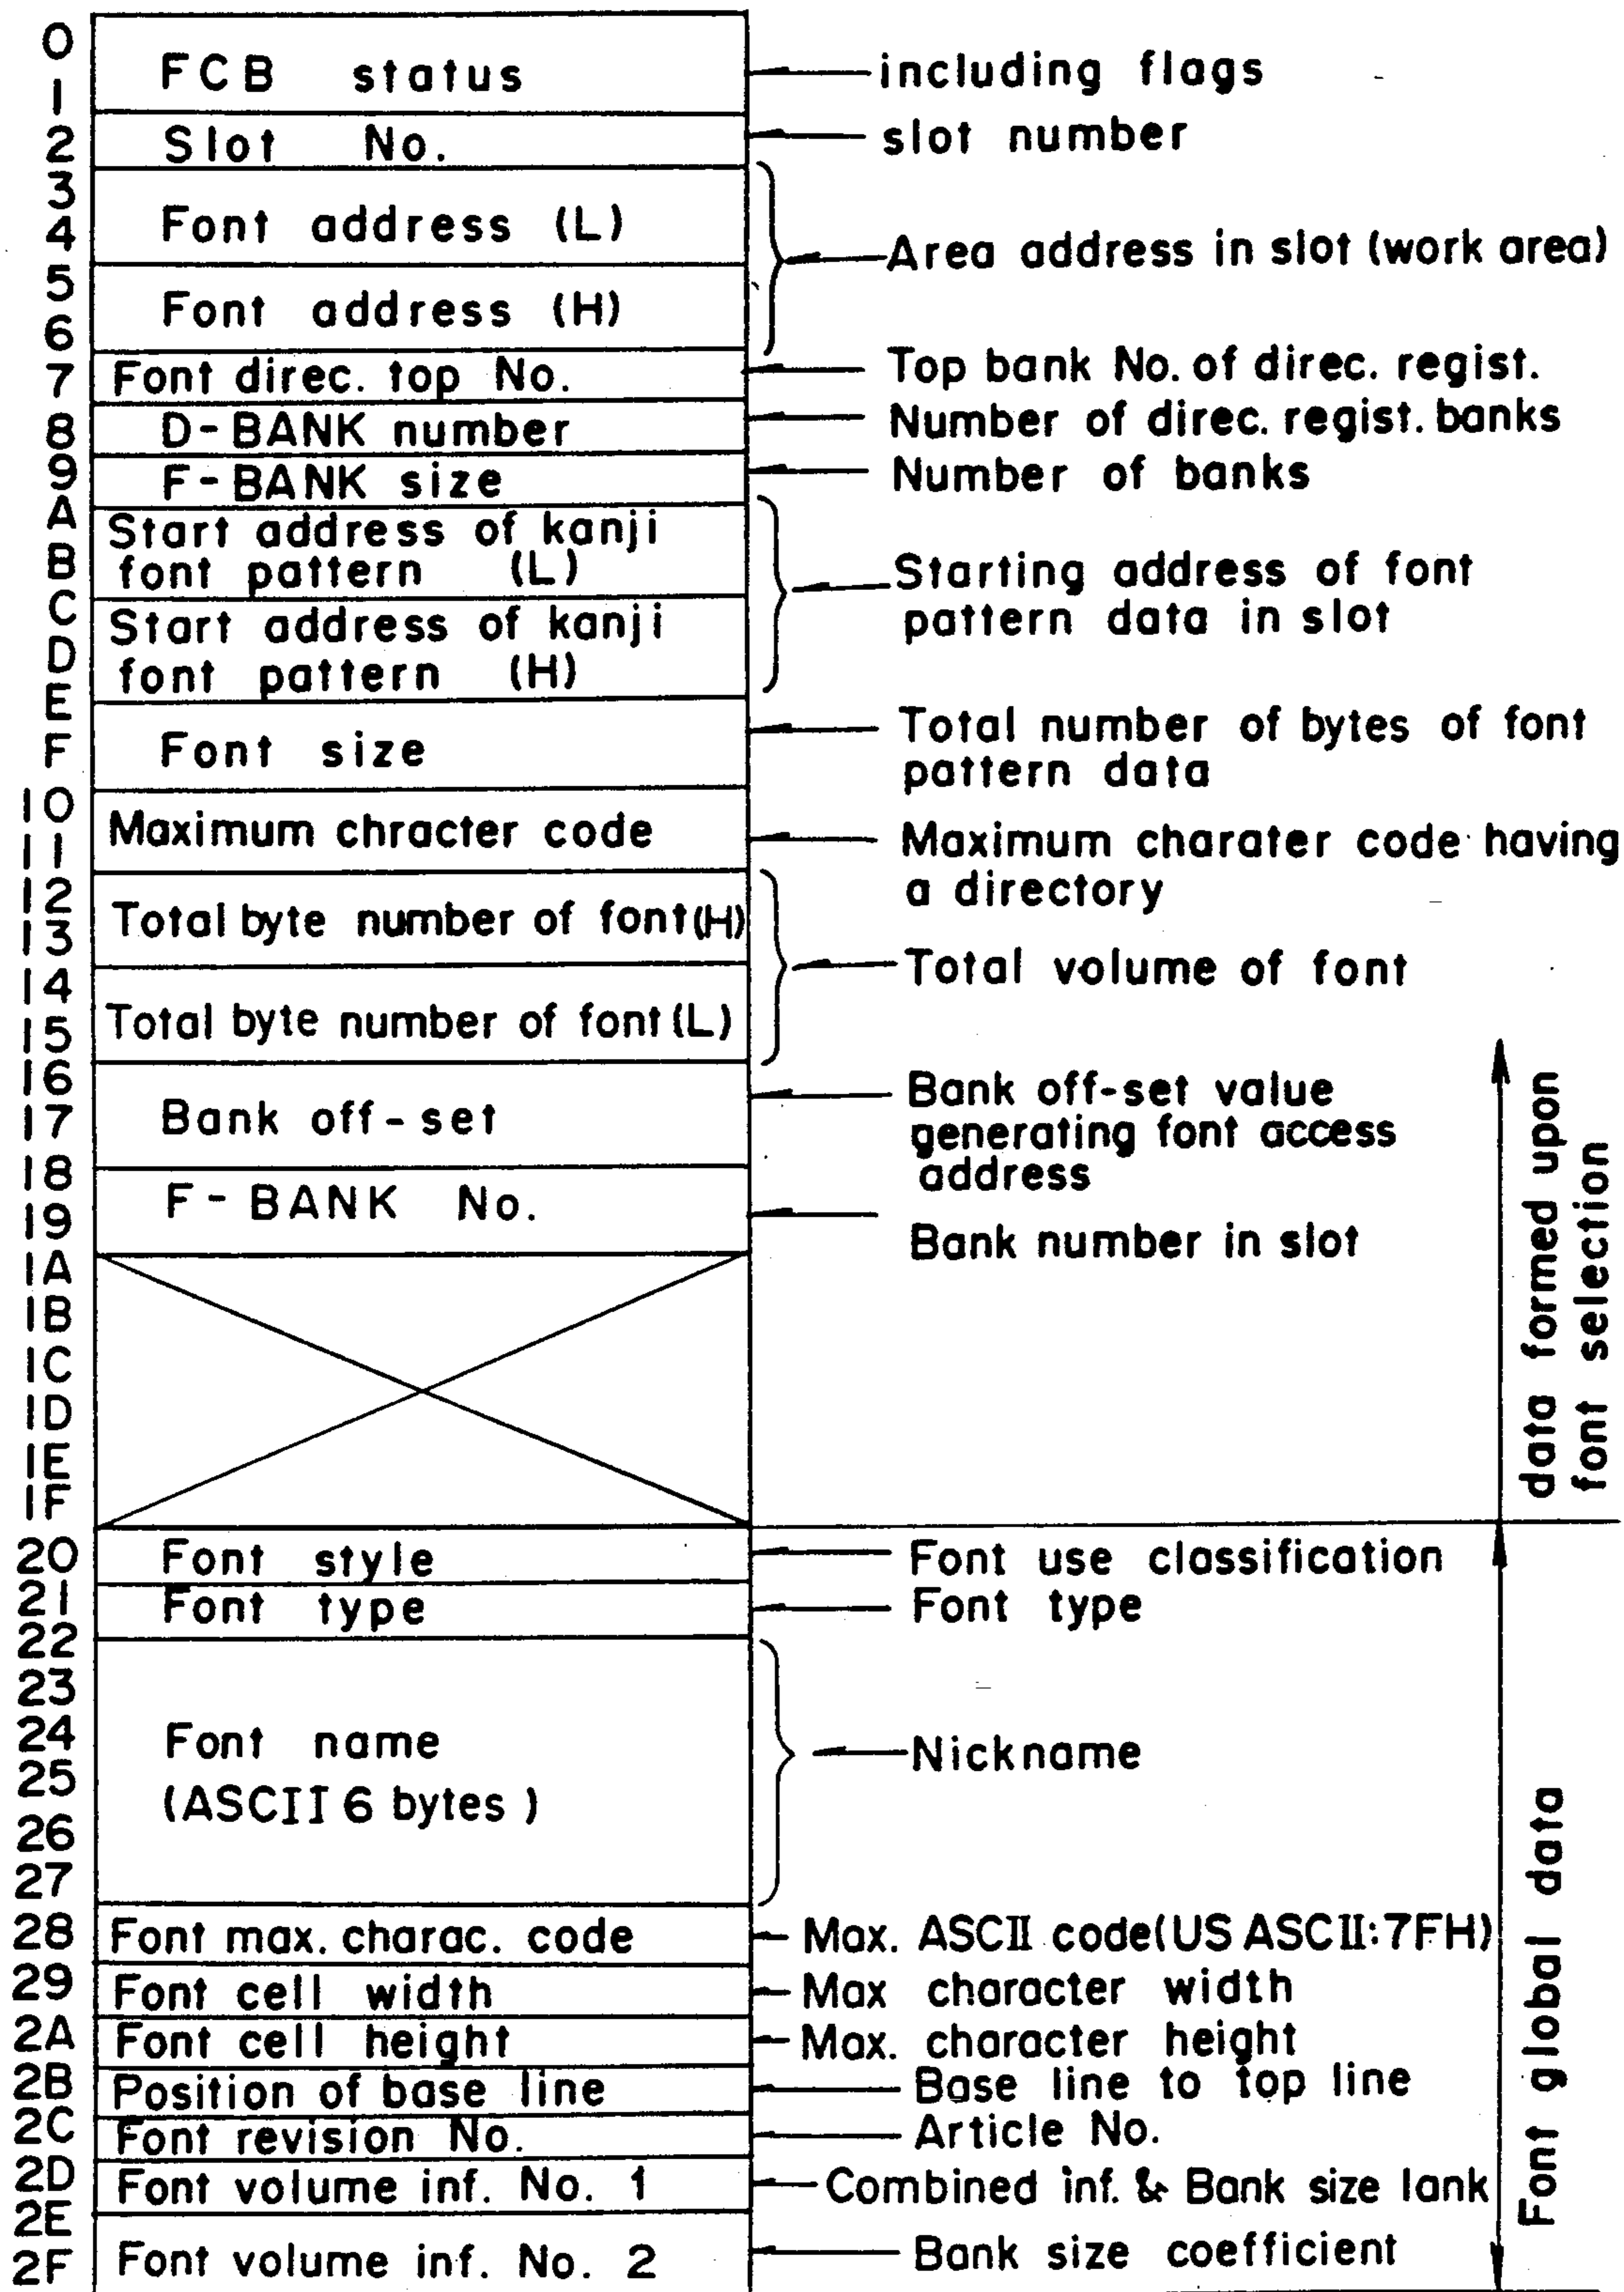 0
FCB status
including flags
1
2
Slot No.
slot number
3
4
Font address (L)
Area address in slot (work area)
5
Font address (H)
6
7
Font direc. top No.
Top bank No. of direc. regist.
8
D-BANK number
Number of direc. regist. banks
9
F-BANK size
Number of banks
A
Start address of kanji
B
font pattern (L)
Starting address of font
pattern data in slot
C
Start address of kanji
D
font pattern (H)
E
Total number of bytes of font
F
Font size
pattern data
10
Maximum chracter code
11
Maximum charater code having
a directory
12
Total byte number of font(H)
13
Total volume of font
14
Total byte number of font(L)
15
16
Bank off-set value
17
Bank off-set
generating font access
address
18
F-BANK No.
19
Bank number in slot
1A
1B
1C
1D
1E
1F
data formed upon
font selection
20
Font style
Font use classification
21
Font type
Font type
22
23
24
Font name
Nickname
25
(ASCII 6 bytes)
26
27
28
Font max. charac. code
Max. ASCII code(US ASCII:7FH)
29
Font cell width
Max character width
2A
Font cell height
Max. character height
2B
Position of base line
Base line to top line
2C
Font revision No.
Article No.
2D
Font volume inf. No. 1
Combined inf. & Bank size lank
2E
2F
Font volume inf. No. 2
Bank size coefficient
Font global data